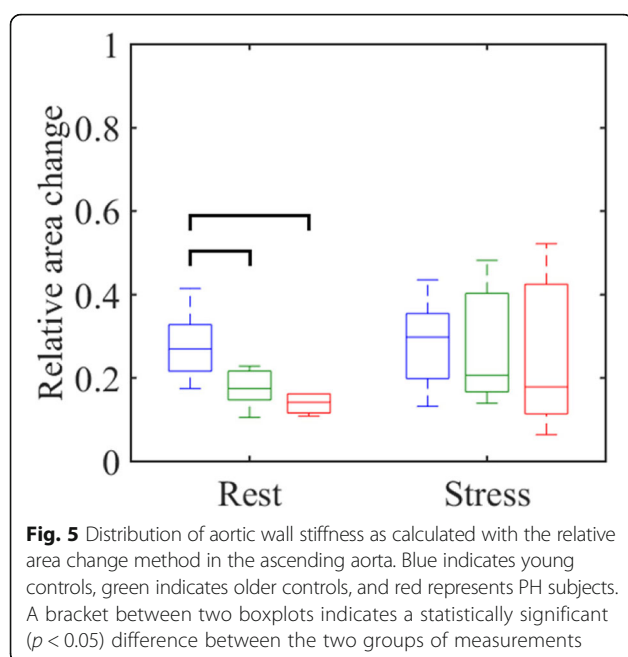 1
0.8
0.6
0.4
0.2
0
Relative area change
Rest Stress
Fig. 5 Distribution of aortic wall stiffness as calculated with the relative
area change method in the ascending aorta. Blue indicates young
controls, green indicates older controls, and red represents PH subjects.
A bracket between two boxplots indicates a statistically significant
(p < 0.05) difference between the two groups of measurements